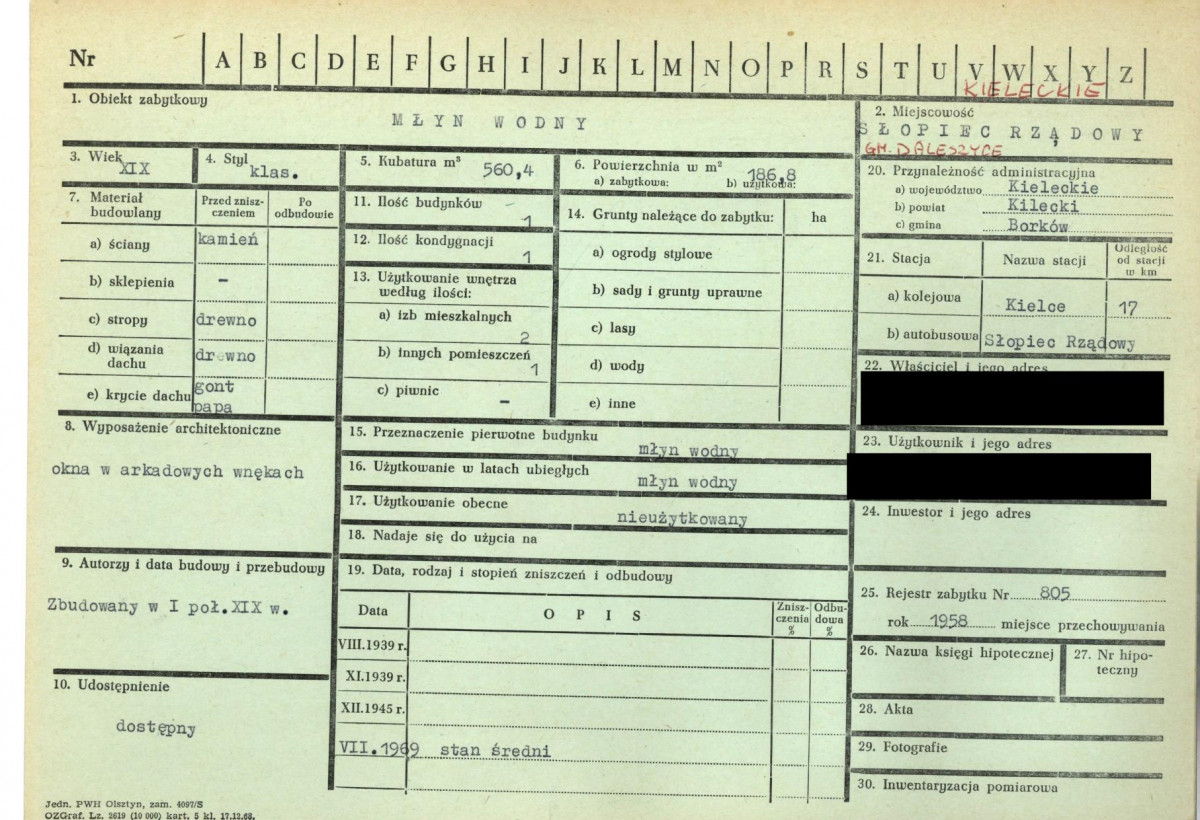 Nr A B C D E F G H I J K L M N O P R S T U V W X Y Z
KIELECKIE
1. Obiekt zabytkowy
MŁYN WODNY
2. Miejscowość
SŁOPIEC RZĄDOWY
GM. DALESZYCE
3. Wiek
XIX
4. Styl
klas.
5. Kubatura m³ 560,4
6. Powierzchnia w m²
a) zabytkowa: b) użytkowa:
186,8
7. Materiał budowlany
Przed znisz-
czeniem
Po
odbudowie
a) ściany kamień
b) sklepienia –
c) stropy drewno
d) wiązania
dachu drewno
e) krycie dachu gont
papa
8. Wyposażenie architektoniczne
okna w arkadowych wnękach
9. Autorzy i data budowy i przebudowy
Zbudowany w I poł.XIX w.
10. Udostępnienie
dostępny
11. Ilość budynków
1
12. Ilość kondygnacji
1
13. Użytkowanie wnętrza
według ilości:
a) izb mieszkalnych
2
b) innych pomieszczeń
1
c) piwnic –
14. Grunty należące do zabytku: ha
a) ogrody stylowe
b) sady i grunty uprawne
c) lasy
d) wody
e) inne
15. Przeznaczenie pierwotne budynku
młyn wodny
16. Użytkowanie w latach ubiegłych
młyn wodny
17. Użytkowanie obecne
nieużytkowany
18. Nadaje się do użycia na
19. Data, rodzaj i stopień zniszczeń i odbudowy
Data OPIS Znisz-
czenia
% Odbu-
dowa
%
VIII.1939 r.
XI.1939 r.
XII.1945 r.
VII.1969 stan średni
20. Przynależność administracyjna
a) województwo Kieleckie
b) powiat Kilecki
c) gmina Borków
21. Stacja Nazwa stacji Odległość
od stacji
w km
a) kolejowa Kielce 17
b) autobusowa Słopiec Rządowy
22. Właściciel i jego adres
23. Użytkownik i jego adres
24. Inwestor i jego adres
25. Rejestr zabytku Nr 805
rok 1958 miejsce przechowywania
26. Nazwa księgi hipotecznej
27. Nr hipo-
teczny
28. Akta
29. Fotografie
30. Inwentaryzacja pomiarowa
Jedn. PWH Olsztyn, zam. 4097/S
OZGraf. Lz. 2619 (10 000) kart. 5 kl. 17.12.68.